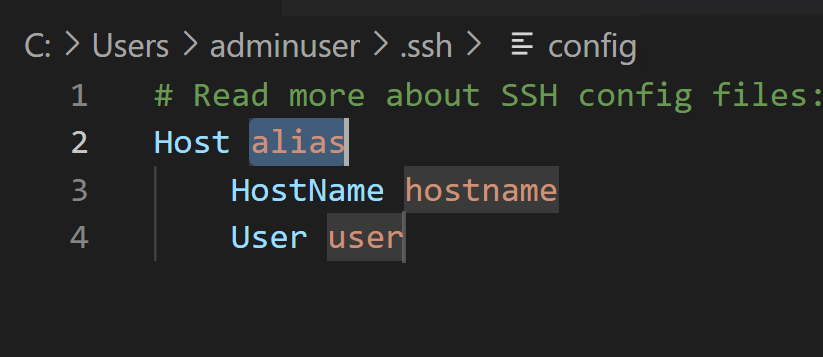 C: > Users > adminuser > .ssh > config
1 # Read more about SSH config files:
2 Host alias
3 HostName hostname
4 User user